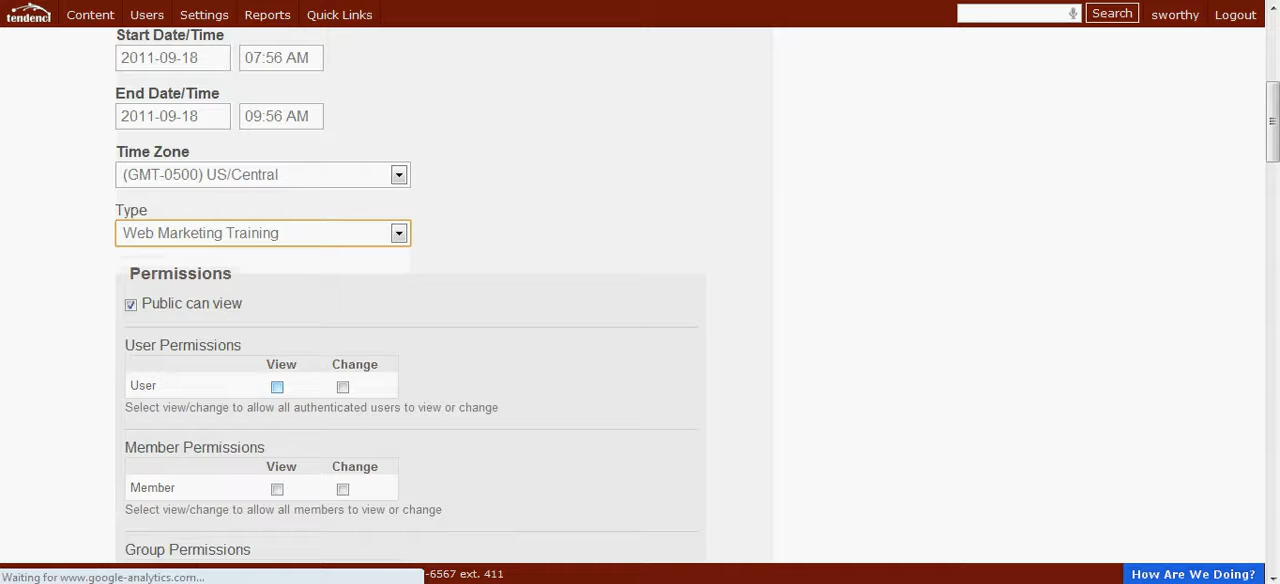 tendenci Content Users Settings Reports Quick Links Search sworthy Logout
Start Date/Time
2011-09-18 07:56 AM
End Date/Time
2011-09-18 09:56 AM
Time Zone
(GMT-0500) US/Central
Type
Web Marketing Training
Permissions
Public can view
User Permissions
View Change
User
Select view/change to allow all authenticated users to view or change
Member Permissions
View Change
Member
Select view/change to allow all members to view or change
Group Permissions
Waiting for www.google-analytics.com... -6567 ext. 411 How Are We Doing?